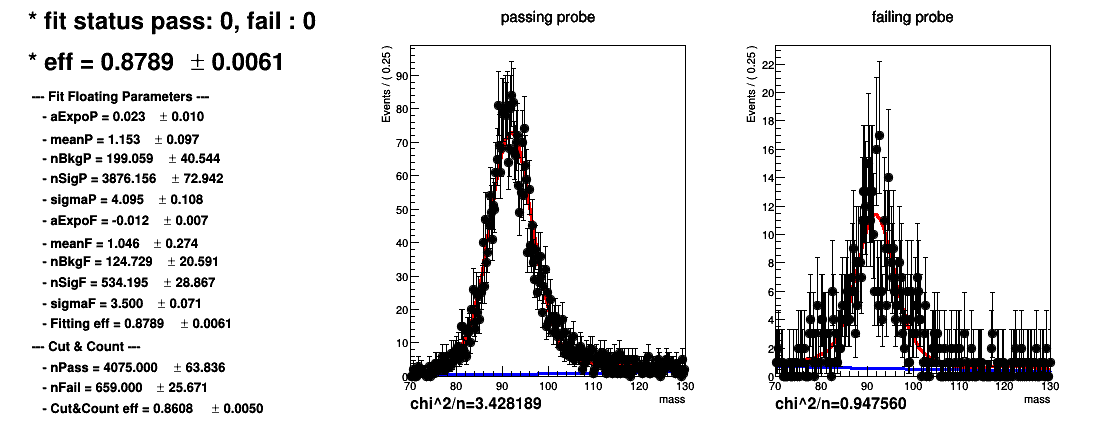 * fit status pass: 0, fail : 0
* eff = 0.8789 ± 0.0061
--- Fit Floating Parameters ---
- aExpoP = 0.023 ± 0.010
- meanP = 1.153 ± 0.097
- nBkgP = 199.059 ± 40.544
- nSigP = 3876.156 ± 72.942
- sigmaP = 4.095 ± 0.108
- aExpoF = -0.012 ± 0.007
- meanF = 1.046 ± 0.274
- nBkgF = 124.729 ± 20.591
- nSigF = 534.195 ± 28.867
- sigmaF = 3.500 ± 0.071
- Fitting eff = 0.8789 ± 0.0061
--- Cut & Count ---
- nPass = 4075.000 ± 63.836
- nFail = 659.000 ± 25.671
- Cut&Count eff = 0.8608 ± 0.0050
passing probe
Events / ( 0.25 )
90
80
70
60
50
40
30
20
10
0
70 80 90 100 110 120 130
mass
chi^2/n=3.428189
failing probe
Events / ( 0.25 )
22
20
18
16
14
12
10
8
6
4
2
0
70 80 90 100 110 120 130
mass
chi^2/n=0.947560